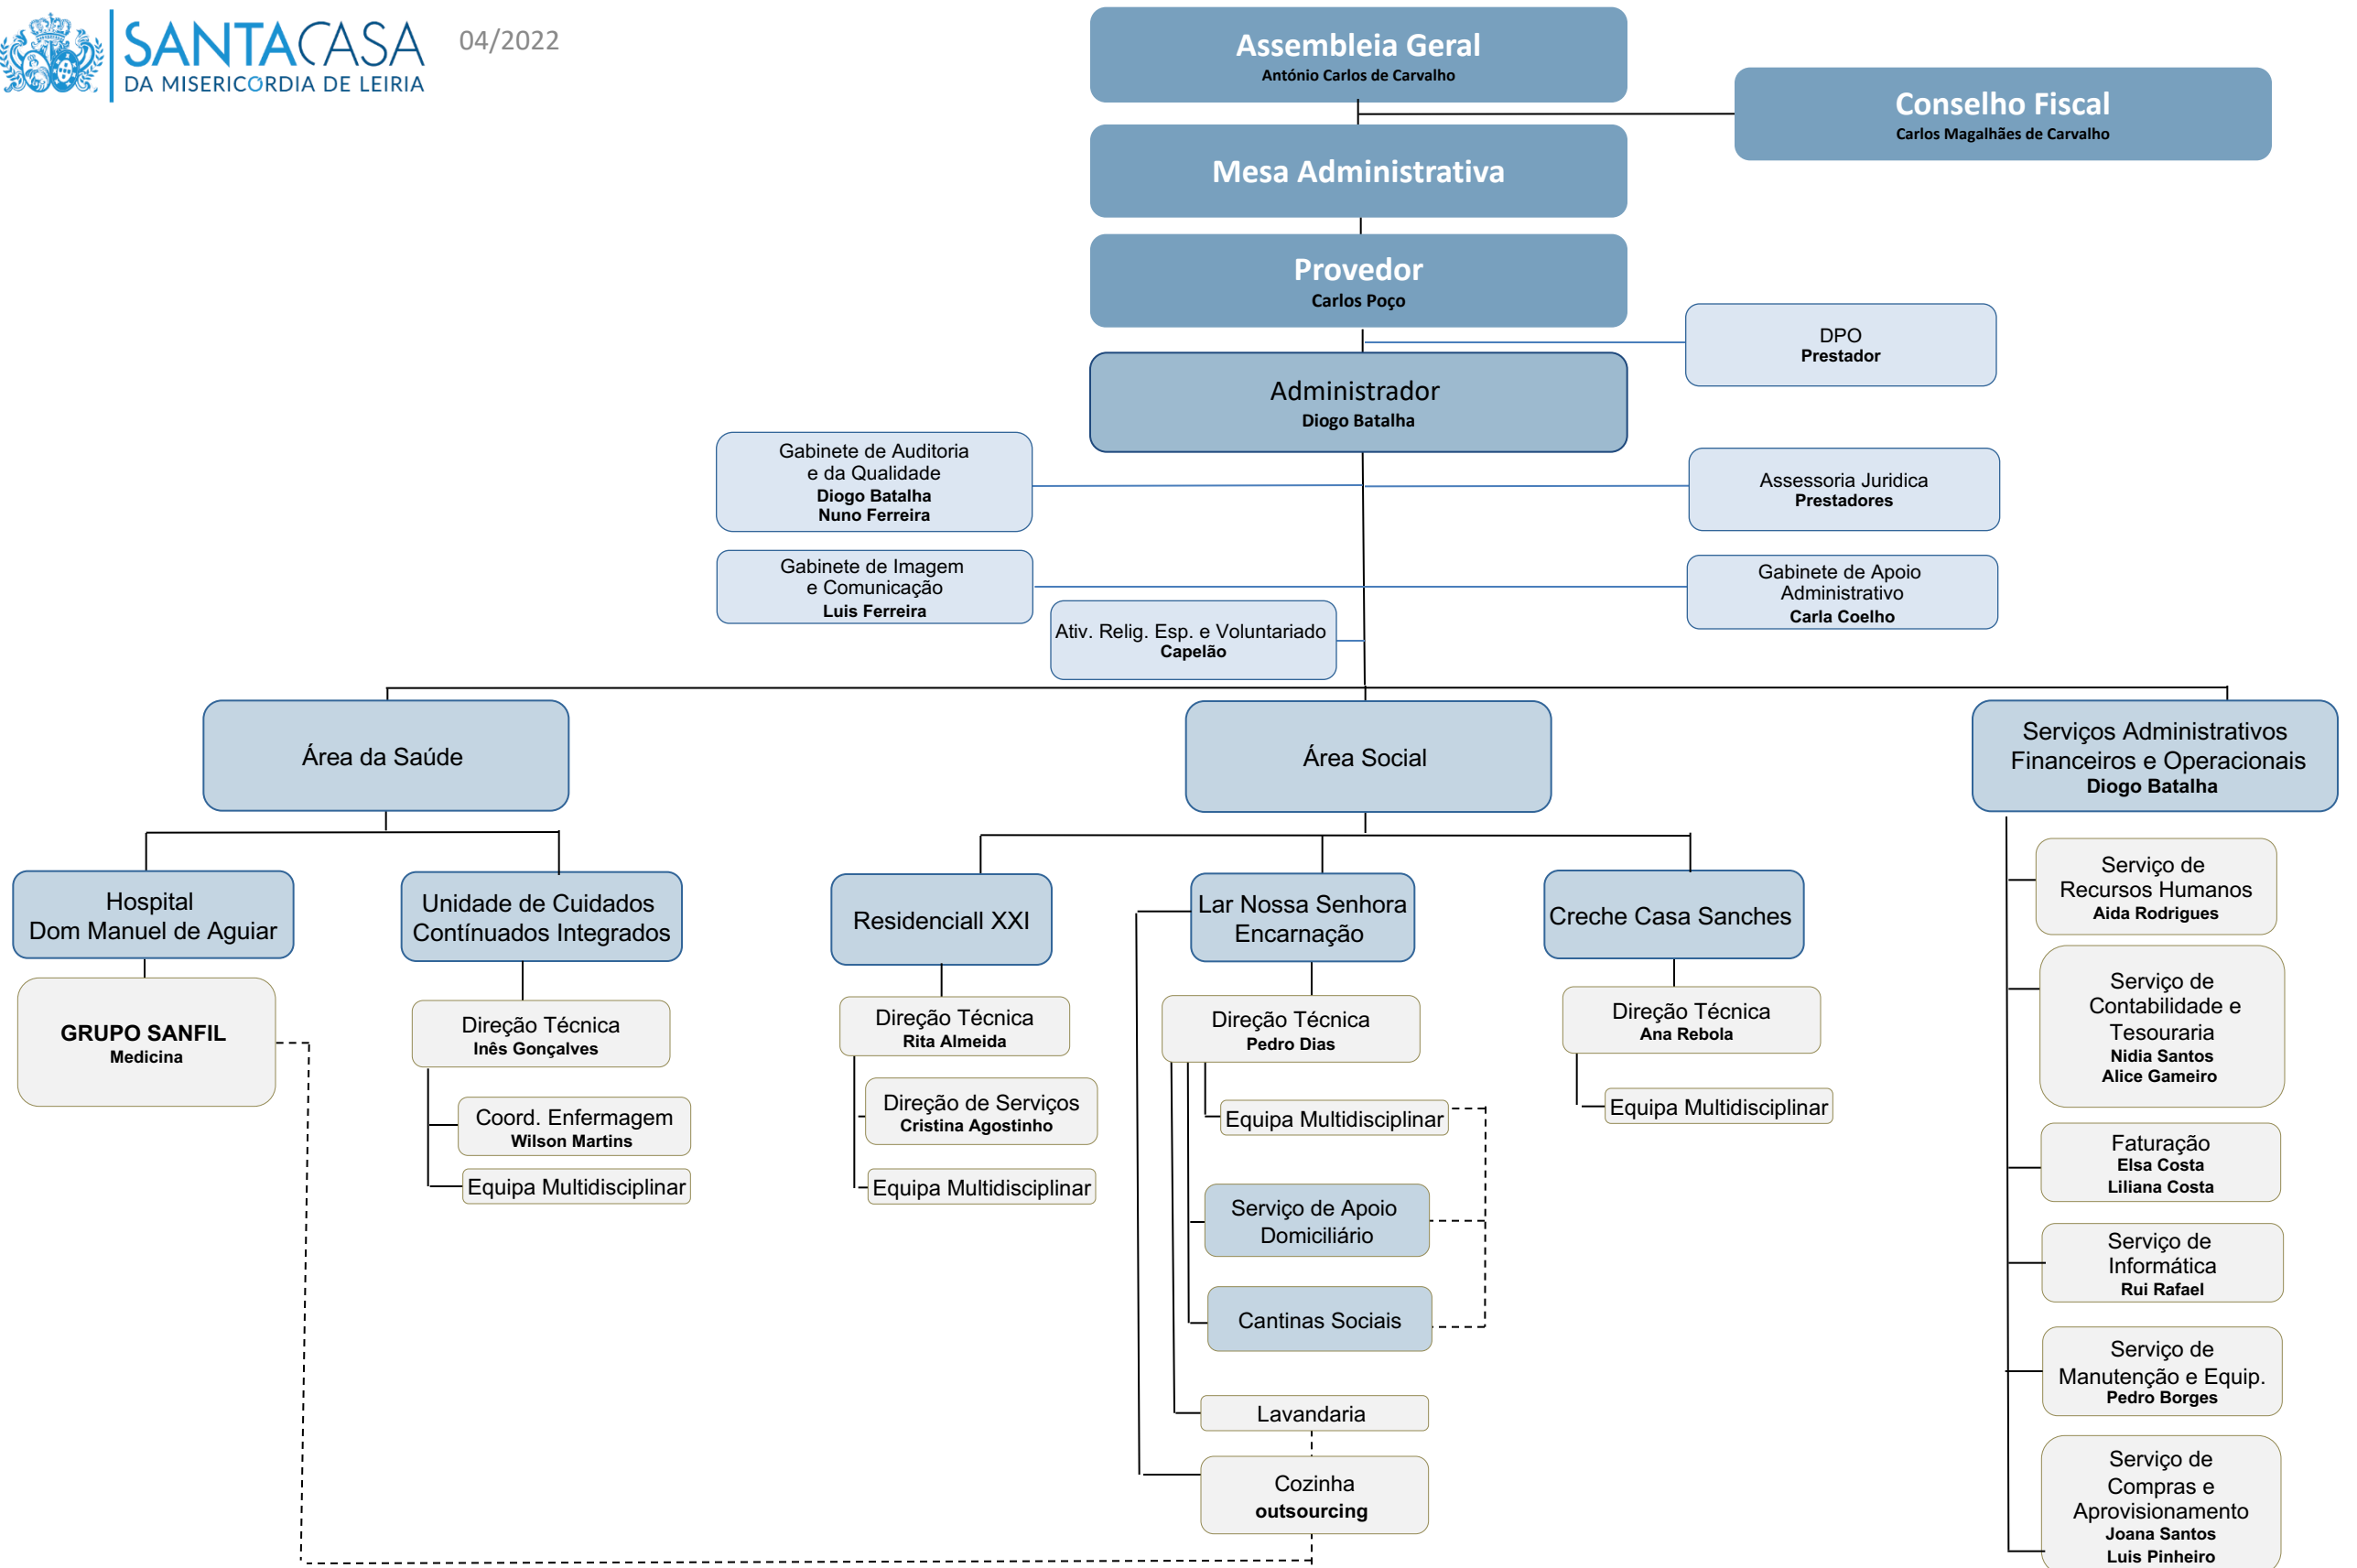 SANTACASA
DA MISERICÓRDIA DE LEIRIA
04/2022
Assembleia Geral
António Carlos de Carvalho
Conselho Fiscal
Carlos Magalhães de Carvalho
Mesa Administrativa
Provedor
Carlos Poço
DPO
Prestador
Administrador
Diogo Batalha
Gabinete de Auditoria
e da Qualidade
Diogo Batalha
Nuno Ferreira
Assessoria Juridica
Prestadores
Gabinete de Imagem
e Comunicação
Luis Ferreira
Gabinete de Apoio
Administrativo
Carla Coelho
Ativ. Relig. Esp. e Voluntariado
Capelão
Área da Saúde
Área Social
Serviços Administrativos
Financeiros e Operacionais
Diogo Batalha
Hospital
Dom Manuel de Aguiar
Unidade de Cuidados
Contínuados Integrados
Residenciall XXI
Lar Nossa Senhora
Encarnação
Creche Casa Sanches
GRUPO SANFIL
Medicina
Direção Técnica
Inês Gonçalves
Coord. Enfermagem
Wilson Martins
Equipa Multidisciplinar
Direção Técnica
Rita Almeida
Direção de Serviços
Cristina Agostinho
Equipa Multidisciplinar
Direção Técnica
Pedro Dias
Equipa Multidisciplinar
Serviço de Apoio
Domiciliário
Cantinas Sociais
Lavandaria
Cozinha
outsourcing
Direção Técnica
Ana Rebola
Equipa Multidisciplinar
Serviço de
Recursos Humanos
Aida Rodrigues
Serviço de
Contabilidade e
Tesouraria
Nidia Santos
Alice Gameiro
Faturação
Elsa Costa
Liliana Costa
Serviço de
Informática
Rui Rafael
Serviço de
Manutenção e Equip.
Pedro Borges
Serviço de
Compras e
Aprovisionamento
Joana Santos
Luis Pinheiro